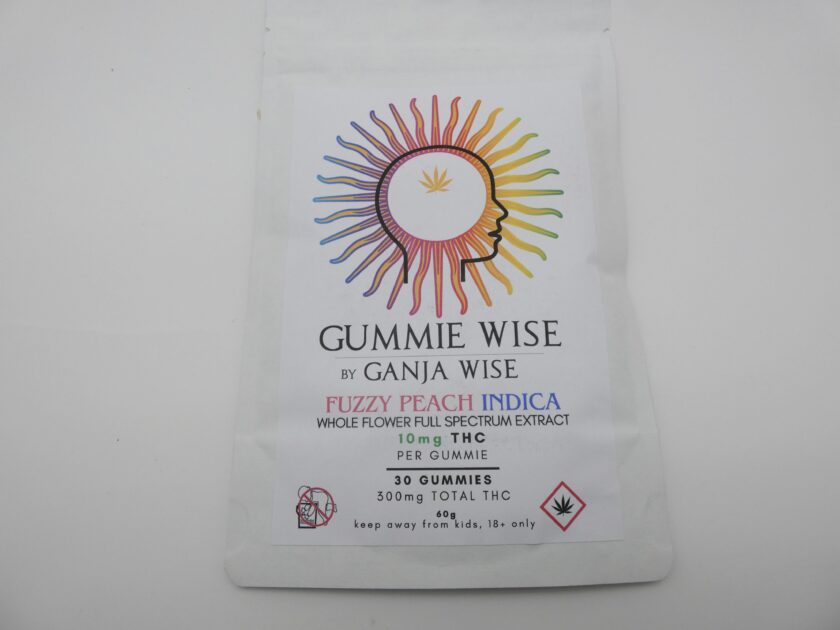 GUMMIE WISE
BY GANJA WISE
FUZZY PEACH INDICA
WHOLE FLOWER FULL SPECTRUM EXTRACT
10mg THC
PER GUMMIE
30 GUMMIES
300mg TOTAL THC
60g
keep away from kids, 18+ only